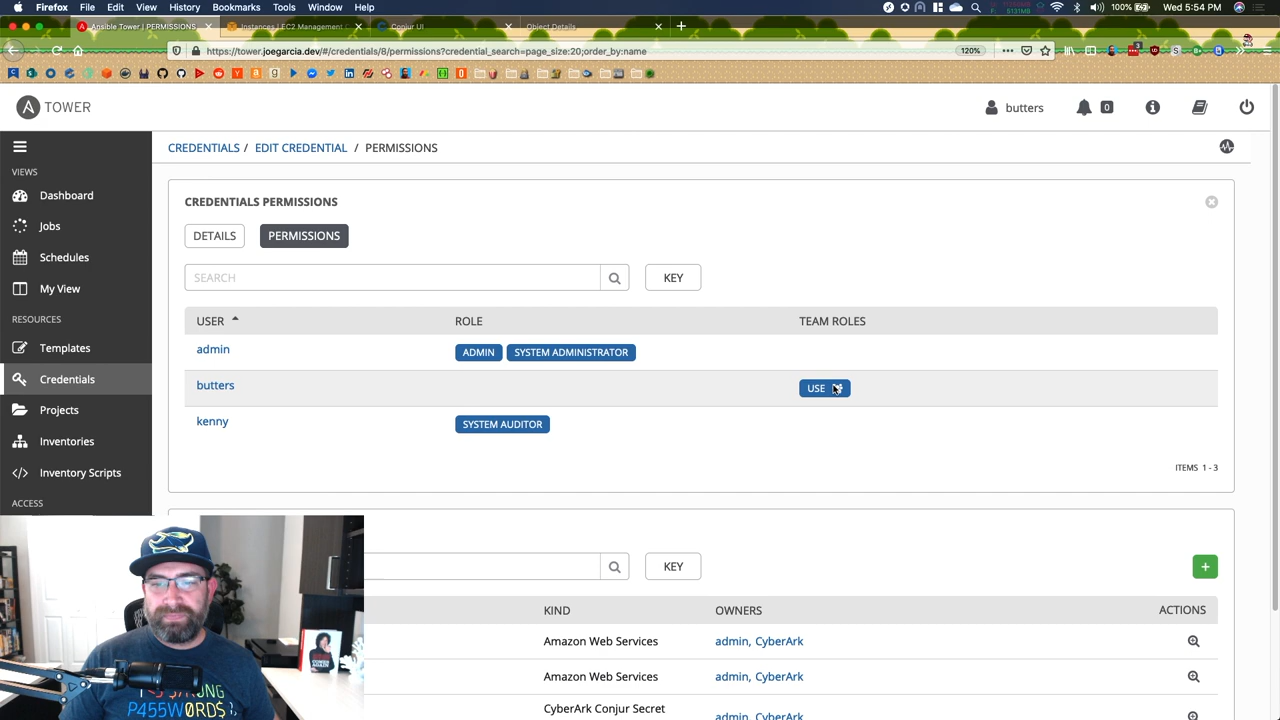 Firefox File Edit View History Bookmarks Tools Window Help
100% Wed 5:54 PM
Ansible Tower | PERMISSIONS
Instances | EC2 Management
Conjur UI
Object Details
https://tower.joegarcia.dev/#/credentials/8/permissions?credential_search=page_size:20;order_by:name
120%
TOWER
butters
0
CREDENTIALS / EDIT CREDENTIAL / PERMISSIONS
VIEWS
Dashboard
Jobs
Schedules
My View
RESOURCES
Templates
Credentials
Projects
Inventories
Inventory Scripts
ACCESS
CREDENTIALS PERMISSIONS
DETAILS
PERMISSIONS
SEARCH
KEY
USER ROLE TEAM ROLES
admin ADMIN SYSTEM ADMINISTRATOR
butters USE
kenny SYSTEM AUDITOR
ITEMS 1 - 3
KEY
KIND OWNERS ACTIONS
Amazon Web Services admin, CyberArk
Amazon Web Services admin, CyberArk
CyberArk Conjur Secret
admin, CyberArk
P455W0RD$